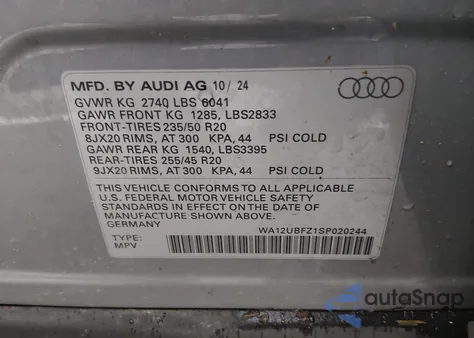 MFD. BY AUDI AG 10/24
GVWR KG 2740 LBS 6041
GAWR FRONT KG 1285, LBS2833
FRONT-TIRES 235/50 R20
8JX20 RIMS, AT 300 KPA, 44 PSI COLD
GAWR REAR KG 1540, LBS3395
REAR-TIRES 255/45 R20
9JX20 RIMS, AT 300 KPA, 44 PSI COLD
THIS VEHICLE CONFORMS TO ALL APPLICABLE
U.S. FEDERAL MOTOR VEHICLE SAFETY
STANDARDS IN EFFECT ON THE DATE OF
MANUFACTURE SHOWN ABOVE.
GERMANY
WA12UBFZ1SP020244
TYPE:
MPV
autoSnap